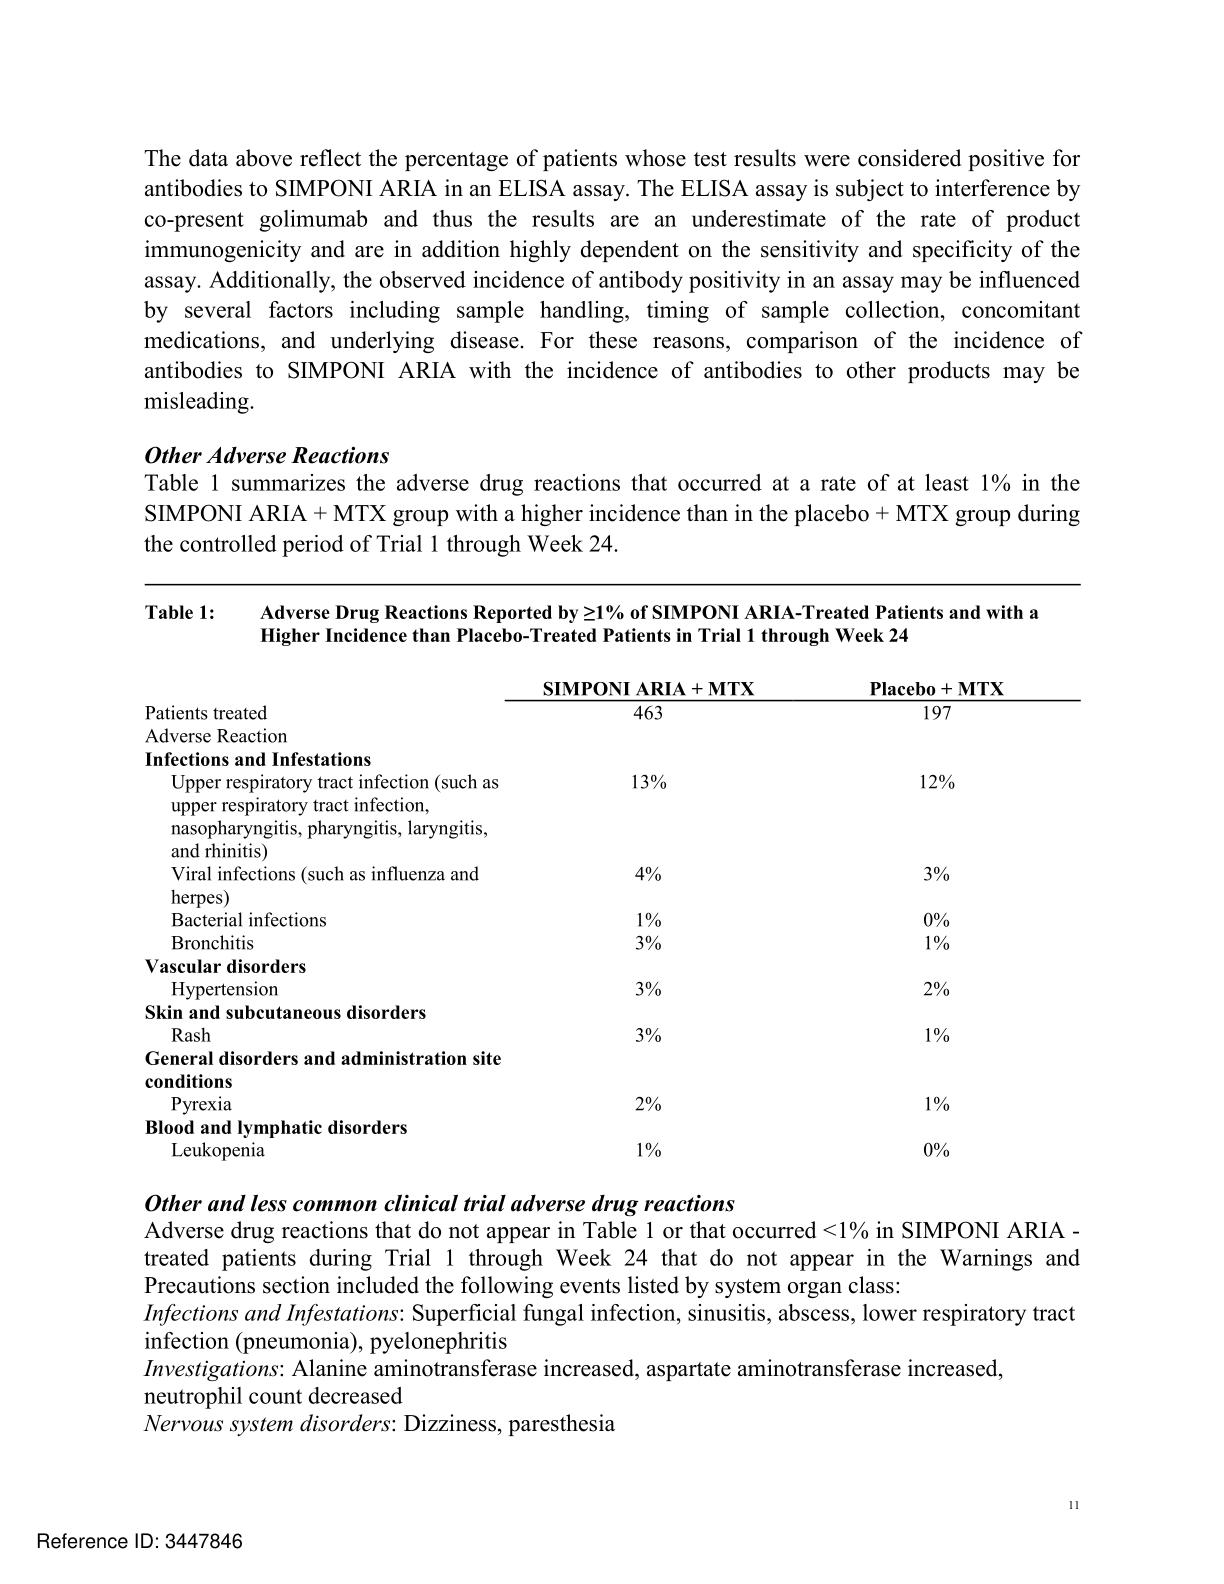 The data above reflect the percentage of patients whose test results were considered positive for
antibodies to SIMPONI ARIA in an ELISA assay. The ELISA assay is subject to interference by
co-present golimumab and thus the results are an underestimate of the rate of product
immunogenicity and are in addition highly dependent on the sensitivity and specificity of the
assay. Additionally, the observed incidence of antibody positivity in an assay may be influenced
by several factors including sample handling, timing of sample collection, concomitant
medications, and underlying disease. For these reasons, comparison of the incidence of
antibodies to SIMPONI ARIA with the incidence of antibodies to other products may be
misleading.
Other Adverse Reactions
Table 1 summarizes the adverse drug reactions that occurred at a rate of at least 1% in the
SIMPONI ARIA + MTX group with a higher incidence than in the placebo + MTX group during
the controlled period of Trial 1 through Week 24.
Table 1: Adverse Drug Reactions Reported by ≥1% of SIMPONI ARIA-Treated Patients and with a
Higher Incidence than Placebo-Treated Patients in Trial 1 through Week 24
SIMPONI ARIA + MTX Placebo + MTX
Patients treated 463 197
Adverse Reaction
Infections and Infestations
Upper respiratory tract infection (such as 13% 12%
upper respiratory tract infection,
nasopharyngitis, pharyngitis, laryngitis,
and rhinitis)
Viral infections (such as influenza and 4% 3%
herpes)
Bacterial infections 1% 0%
Bronchitis 3% 1%
Vascular disorders
Hypertension 3% 2%
Skin and subcutaneous disorders
Rash 3% 1%
General disorders and administration site
conditions
Pyrexia 2% 1%
Blood and lymphatic disorders
Leukopenia 1% 0%
Other and less common clinical trial adverse drug reactions
Adverse drug reactions that do not appear in Table 1 or that occurred <1% in SIMPONI ARIA -
treated patients during Trial 1 through Week 24 that do not appear in the Warnings and
Precautions section included the following events listed by system organ class:
Infections and Infestations: Superficial fungal infection, sinusitis, abscess, lower respiratory tract
infection (pneumonia), pyelonephritis
Investigations: Alanine aminotransferase increased, aspartate aminotransferase increased,
neutrophil count decreased
Nervous system disorders: Dizziness, paresthesia
11
Reference ID: 3447846